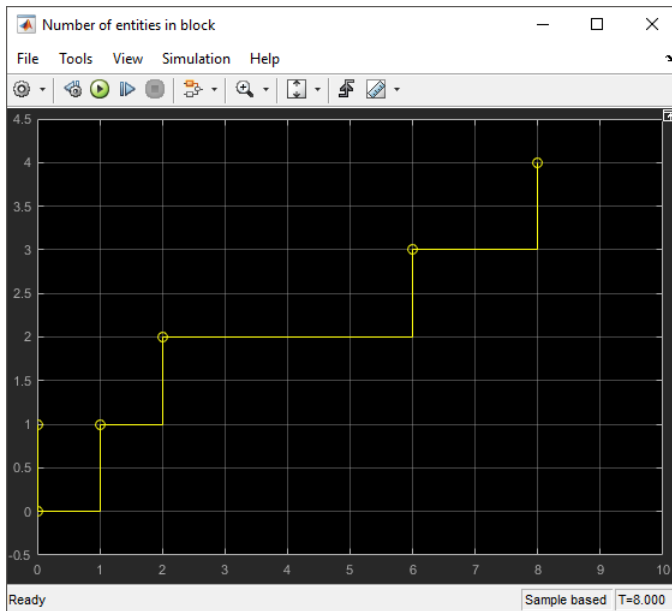 Number of entities in block
File Tools View Simulation Help
4.5
4
3.5
3
2.5
2
1.5
1
0.5
0
-0.5
0 1 2 3 4 5 6 7 8 9 10
Ready Sample based T=8.000